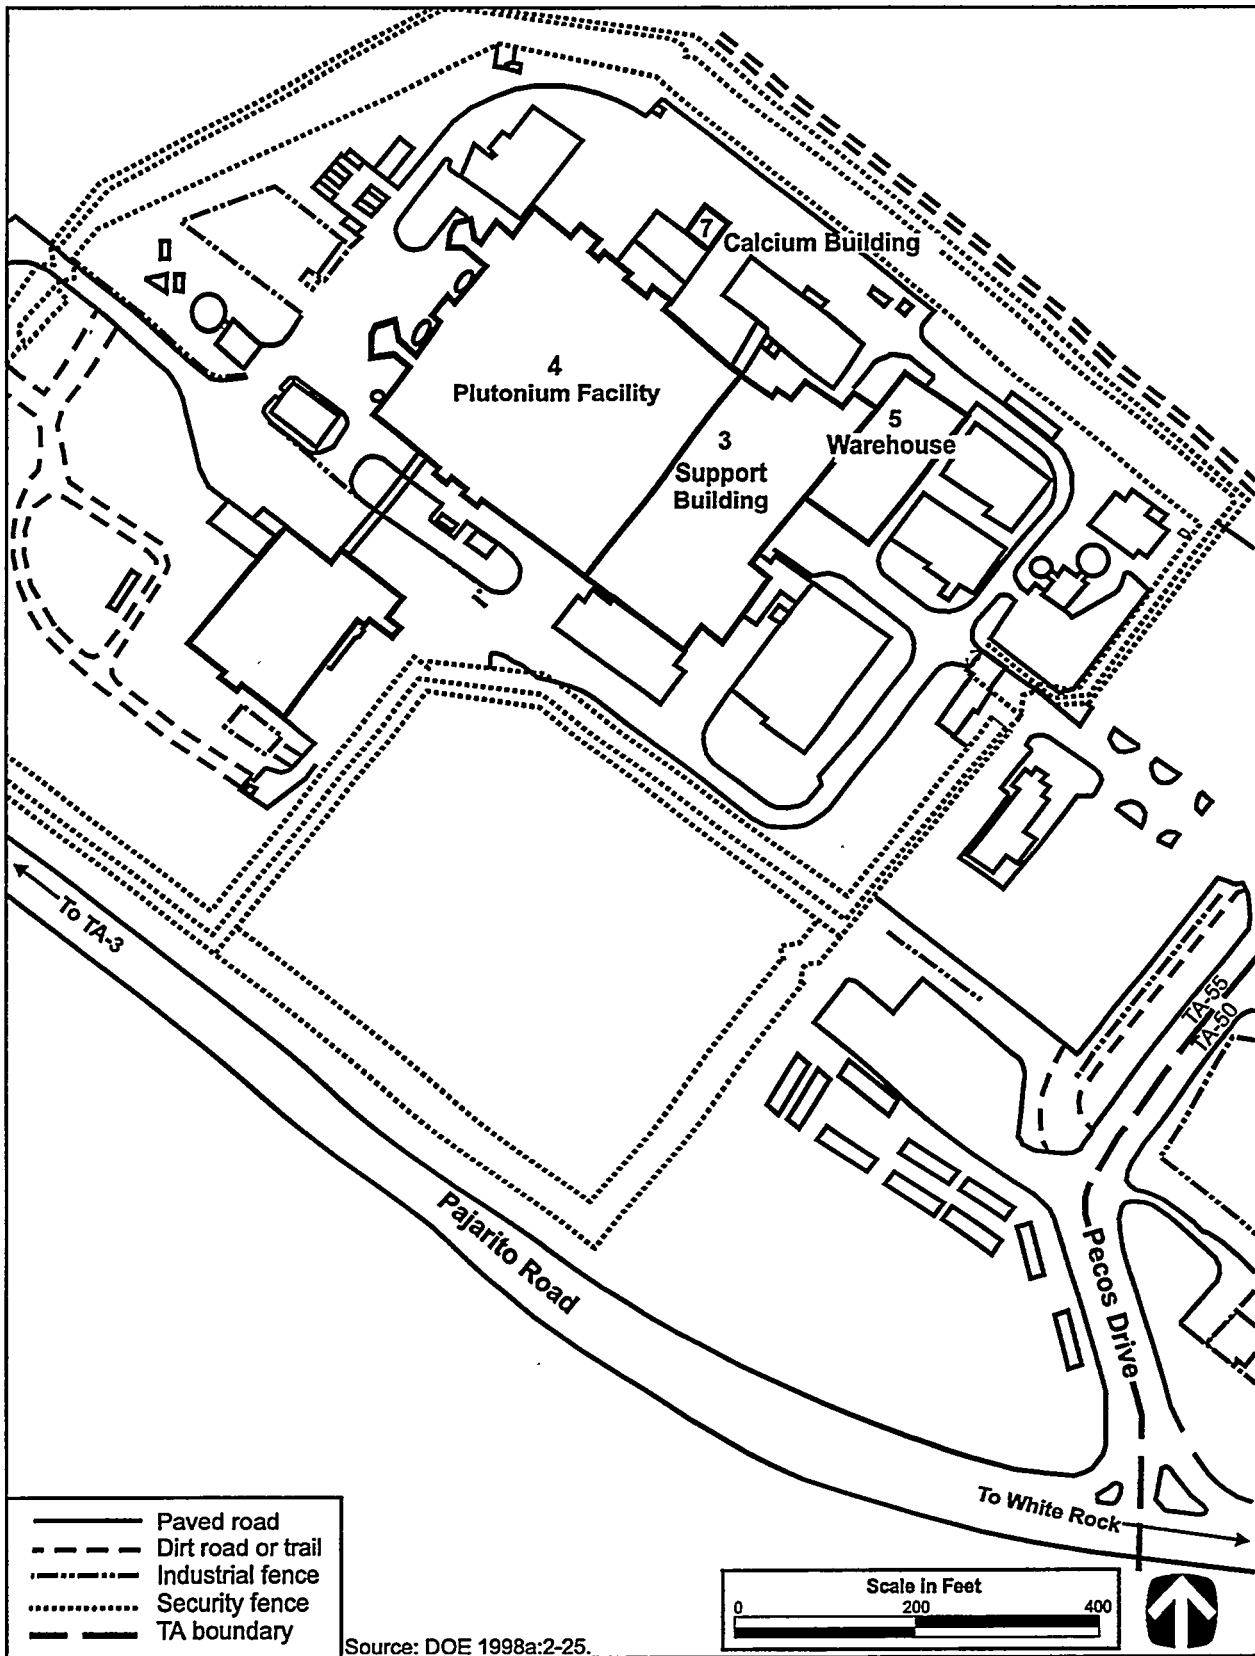 7
Calcium Building
4
Plutonium Facility
5
Warehouse
3
Support
Building
To TA-3
TA-55
TA-50
Pajarito Road
Pecos Drive
To White Rock
Paved road
Dirt road or trail
Industrial fence
Security fence
TA boundary
Scale in Feet
0 200 400
Source: DOE 1998a:2-25.